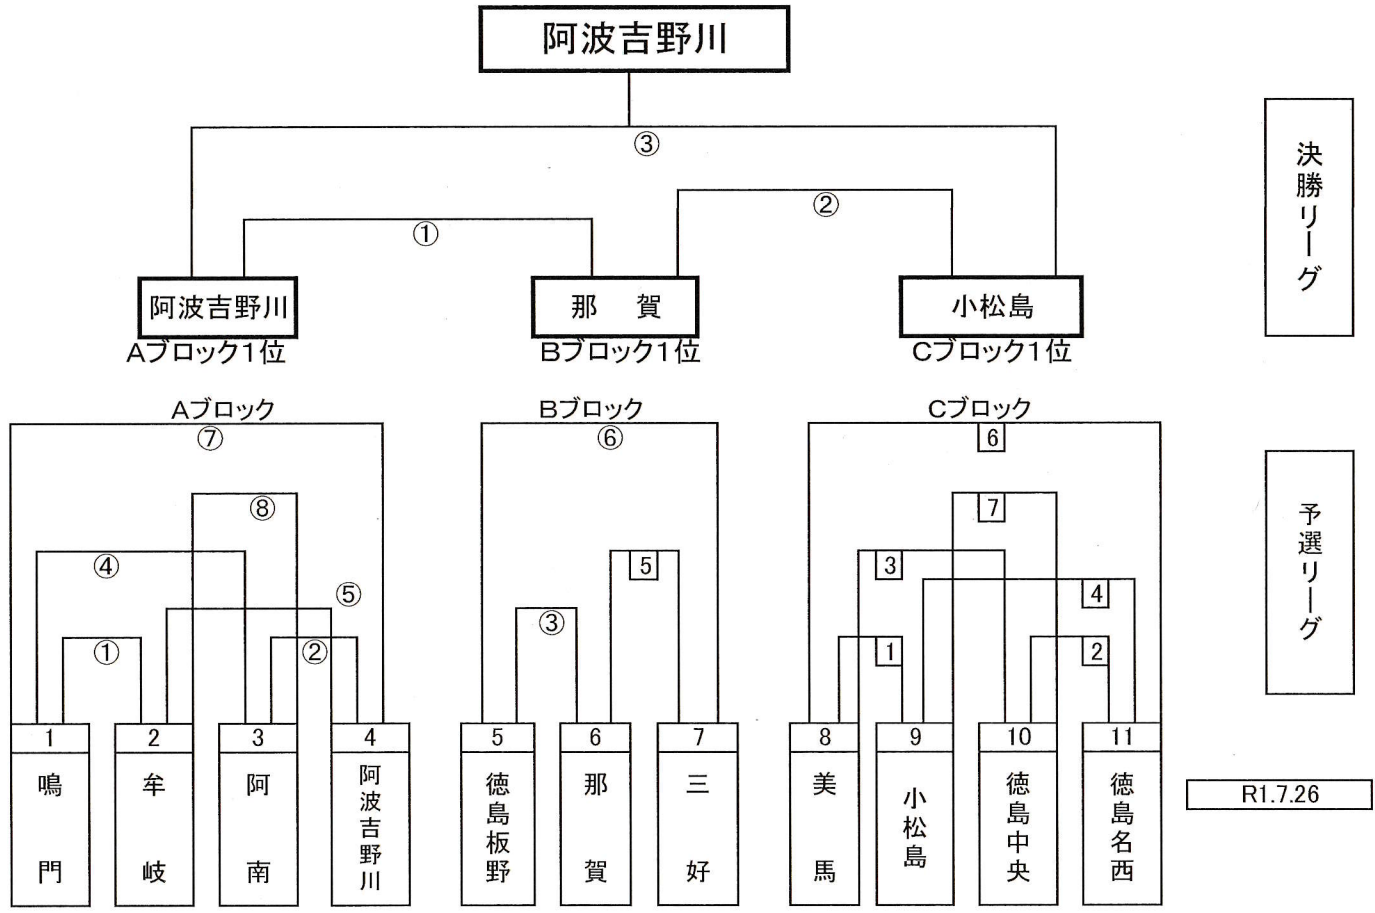 阿波吉野川
③
②
①
阿波吉野川
那　賀
小松島
Aブロック1位
Bブロック1位
Cブロック1位
決勝リーグ
Aブロック
Bブロック
Cブロック
⑦
⑥
6
⑧
7
④
5
3
⑤
4
③
①
②
1
2
予選リーグ
1
2
3
4
5
6
7
8
9
10
11
鳴門
牟岐
阿南
阿波吉野川
徳島板野
那賀
三好
美馬
小松島
徳島中央
徳島名西
R1.7.26